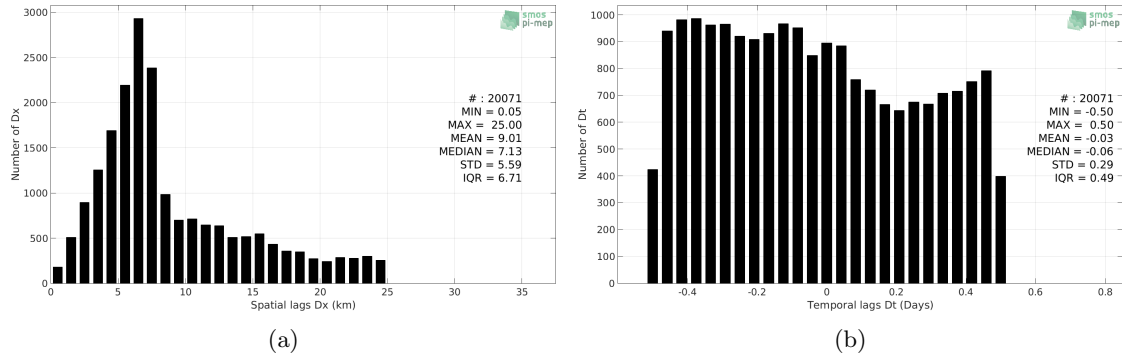 3000
2500
2000
1500
1000
500
0
0 5 10 15 20 25 30 35
Number of Dx
Spatial lags Dx (km)
smos
pi-mep
# : 20071
MIN = 0.05
MAX = 25.00
MEAN = 9.01
MEDIAN = 7.13
STD = 5.59
IQR = 6.71
(a)
1000
900
800
700
600
500
400
300
200
100
0
-0.4 -0.2 0 0.2 0.4 0.6 0.8
Number of Dt
Temporal lags Dt (Days)
smos
pi-mep
# : 20071
MIN = -0.50
MAX = 0.50
MEAN = -0.03
MEDIAN = -0.06
STD = 0.29
IQR = 0.49
(b)